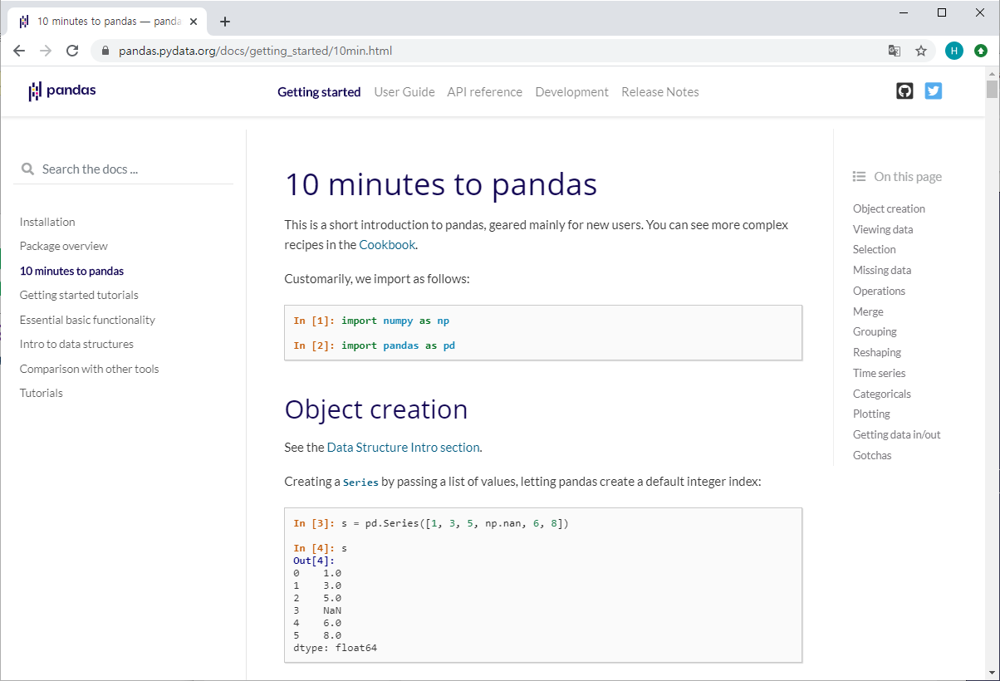 10 minutes to pandas — panda
pandas.pydata.org/docs/getting_started/10min.html
H
pandas
Getting started
User Guide
API reference
Development
Release Notes
Search the docs ...
Installation
Package overview
10 minutes to pandas
Getting started tutorials
Essential basic functionality
Intro to data structures
Comparison with other tools
Tutorials
10 minutes to pandas
This is a short introduction to pandas, geared mainly for new users. You can see more complex
recipes in the Cookbook.
Customarily, we import as follows:
In [1]: import numpy as np
In [2]: import pandas as pd
Object creation
See the Data Structure Intro section.
Creating a Series by passing a list of values, letting pandas create a default integer index:
In [3]: s = pd.Series([1, 3, 5, np.nan, 6, 8])
In [4]: s
Out[4]:
0    1.0
1    3.0
2    5.0
3    NaN
4    6.0
5    8.0
dtype: float64
On this page
Object creation
Viewing data
Selection
Missing data
Operations
Merge
Grouping
Reshaping
Time series
Categoricals
Plotting
Getting data in/out
Gotchas